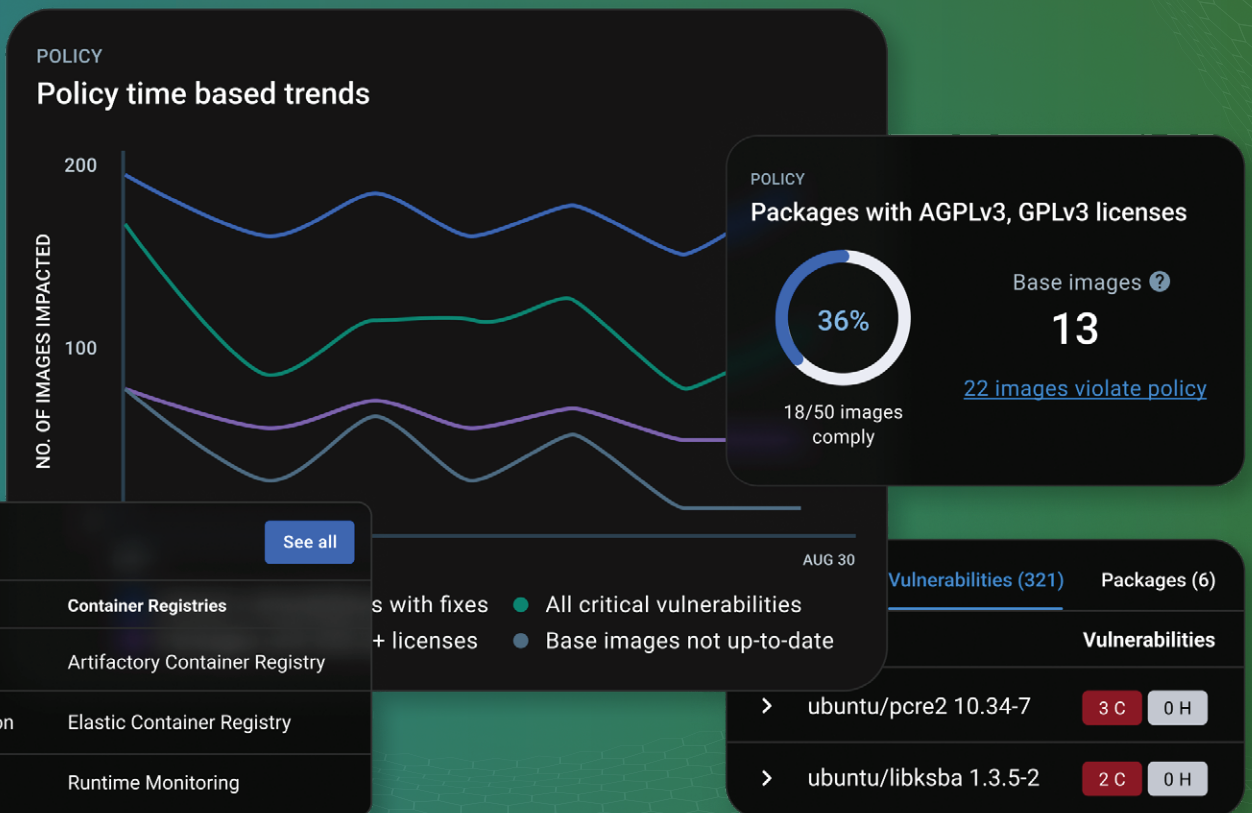 POLICY
Policy time based trends
200
100
NO. OF IMAGES IMPACTED
AUG 30
s with fixes
All critical vulnerabilities
+ licenses
Base images not up-to-date
POLICY
Packages with AGPLv3, GPLv3 licenses
36%
18/50 images
comply
Base images ?
13
22 images violate policy
See all
Container Registries
Artifactory Container Registry
on Elastic Container Registry
Runtime Monitoring
Vulnerabilities (321) Packages (6)
Vulnerabilities
ubuntu/pcre2 10.34-7 3 C 0 H
ubuntu/libksba 1.3.5-2 2 C 0 H